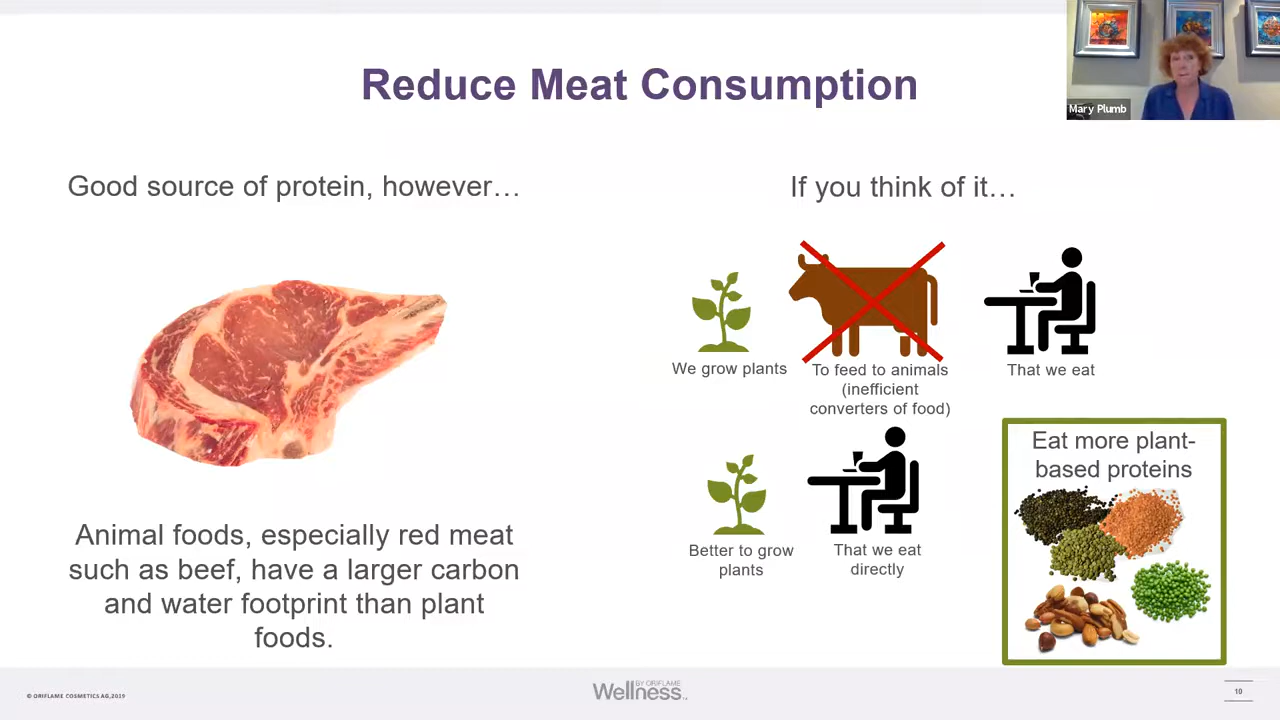 Reduce Meat Consumption
Mary Plumb
Good source of protein, however…
Animal foods, especially red meat
such as beef, have a larger carbon
and water footprint than plant
foods.
If you think of it…
We grow plants
To feed to animals
(inefficient
converters of food)
That we eat
Better to grow
plants
That we eat
directly
Eat more plant-
based proteins
© ORIFLAME COSMETICS AG, 2019
BY ORIFLAME
Wellness™
10